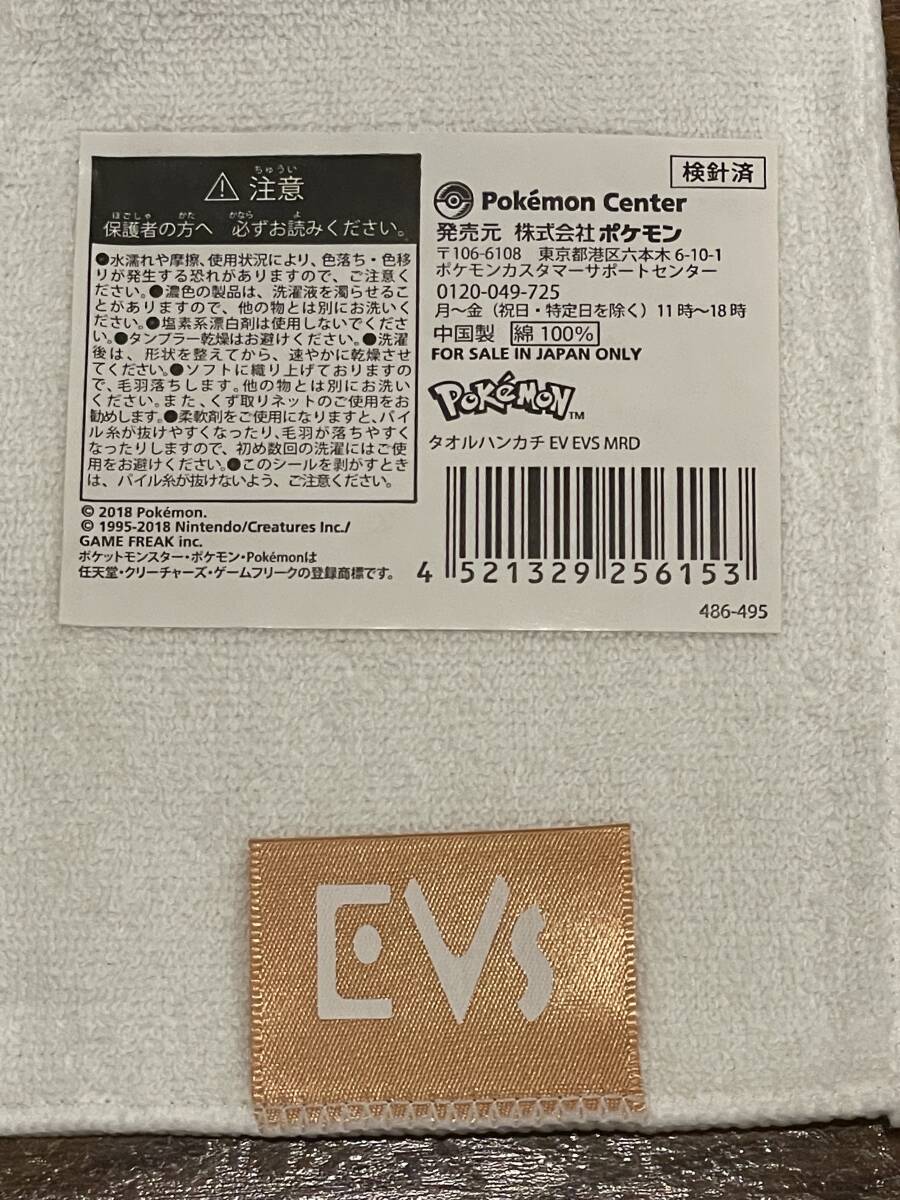 ちゅうい
⚠ 注意
ほごしゃ かた かなら よ
保護者の方へ 必ずお読みください。
●水濡れや摩擦、使用状況により、色落ち・色移
りが発生する恐れがありますので、ご注意くだ
さい。●濃色の製品は、洗濯液を濁らせるこ
とがありますので、他の物とは別にお洗いくだ
さい。●塩素系漂白剤は使用しないでくださ
い。●タンブラー乾燥はお避けください。●洗濯
後は、形状を整えてから、速やかに乾燥させ
てください。●ソフトに織り上げておりますの
で、毛羽落ちします。他の物とは別にお洗いく
ださい。また、くず取りネットのご使用をお
勧めします。●柔軟剤をご使用になりますと、パイ
ル糸が抜けやすくなったり、毛羽が落ちやすく
なったりしますので、初め数回の洗濯にはご使
用をお避けください。●このシールを剥がすときは
、パイル糸が抜けないよう、ご注意ください。
© 2018 Pokémon.
© 1995-2018 Nintendo/Creatures Inc./
GAME FREAK inc.
ポケットモンスター・ポケモン・Pokémonは
任天堂・クリーチャーズ・ゲームフリークの登録商標です。
検針済
Pokémon Center
発売元 株式会社ポケモン
〒106-6108 東京都港区六本木 6-10-1
ポケモンカスタマーサポートセンター
0120-049-725
月～金（祝日・特定日を除く）11時～18時
中国製 綿 100%
FOR SALE IN JAPAN ONLY
POKéMON™
タオルハンカチ EV EVS MRD
4 521329 256153
486-495
EVs